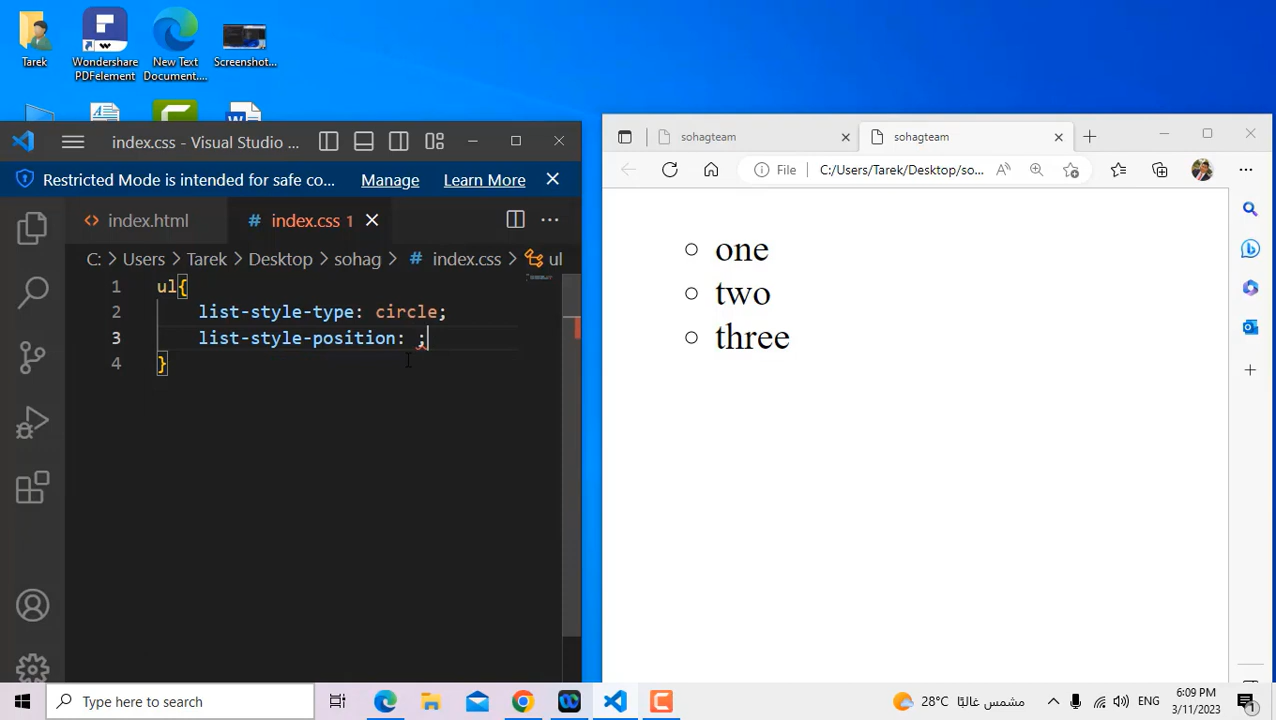 Tarek
Wondershare
PDFelement
New Text
Document....
Screenshot...
index.css - Visual Studio ...
Restricted Mode is intended for safe co...
Manage
Learn More
index.html
index.css 1
C: > Users > Tarek > Desktop > sohag > # index.css > ul
1 ul{
2 list-style-type: circle;
3 list-style-position: ;
4 }
sohagteam
sohagteam
File
C:/Users/Tarek/Desktop/so...
one
two
three
Type here to search
28°C مشمس غالبًا
ENG
6:09 PM
3/11/2023
1